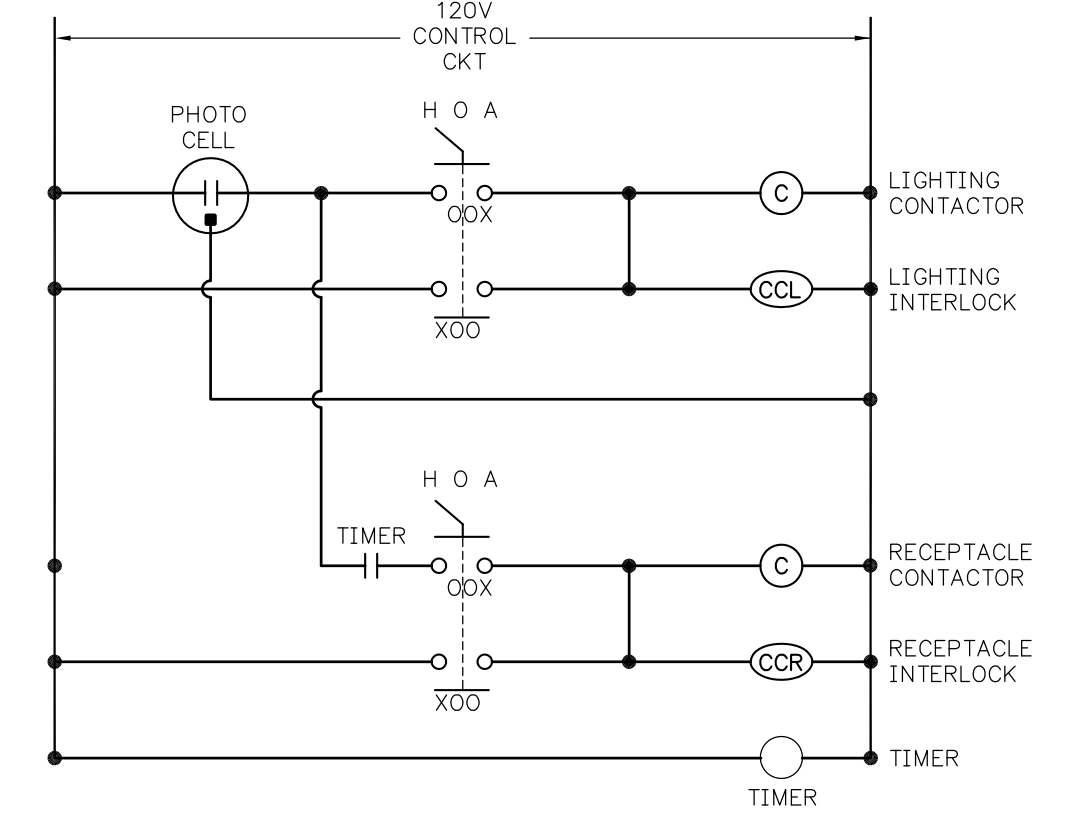 120V
CONTROL
CKT
PHOTO
CELL
H O A
OOX
C
LIGHTING
CONTACTOR
XOO
CCL
LIGHTING
INTERLOCK
H O A
TIMER
OOX
C
RECEPTACLE
CONTACTOR
XOO
CCR
RECEPTACLE
INTERLOCK
TIMER
TIMER